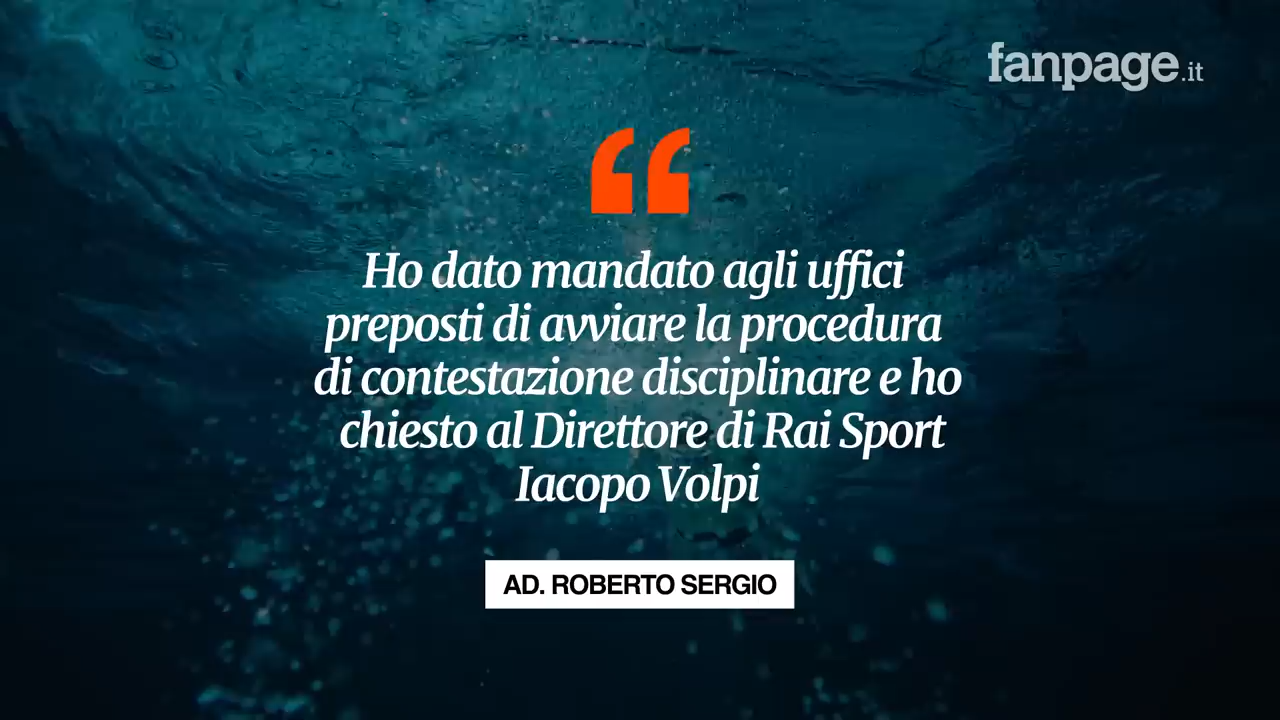 fanpage.it
“
Ho dato mandato agli uffici
preposti di avviare la procedura
di contestazione disciplinare e ho
chiesto al Direttore di Rai Sport
Iacopo Volpi
AD. ROBERTO SERGIO